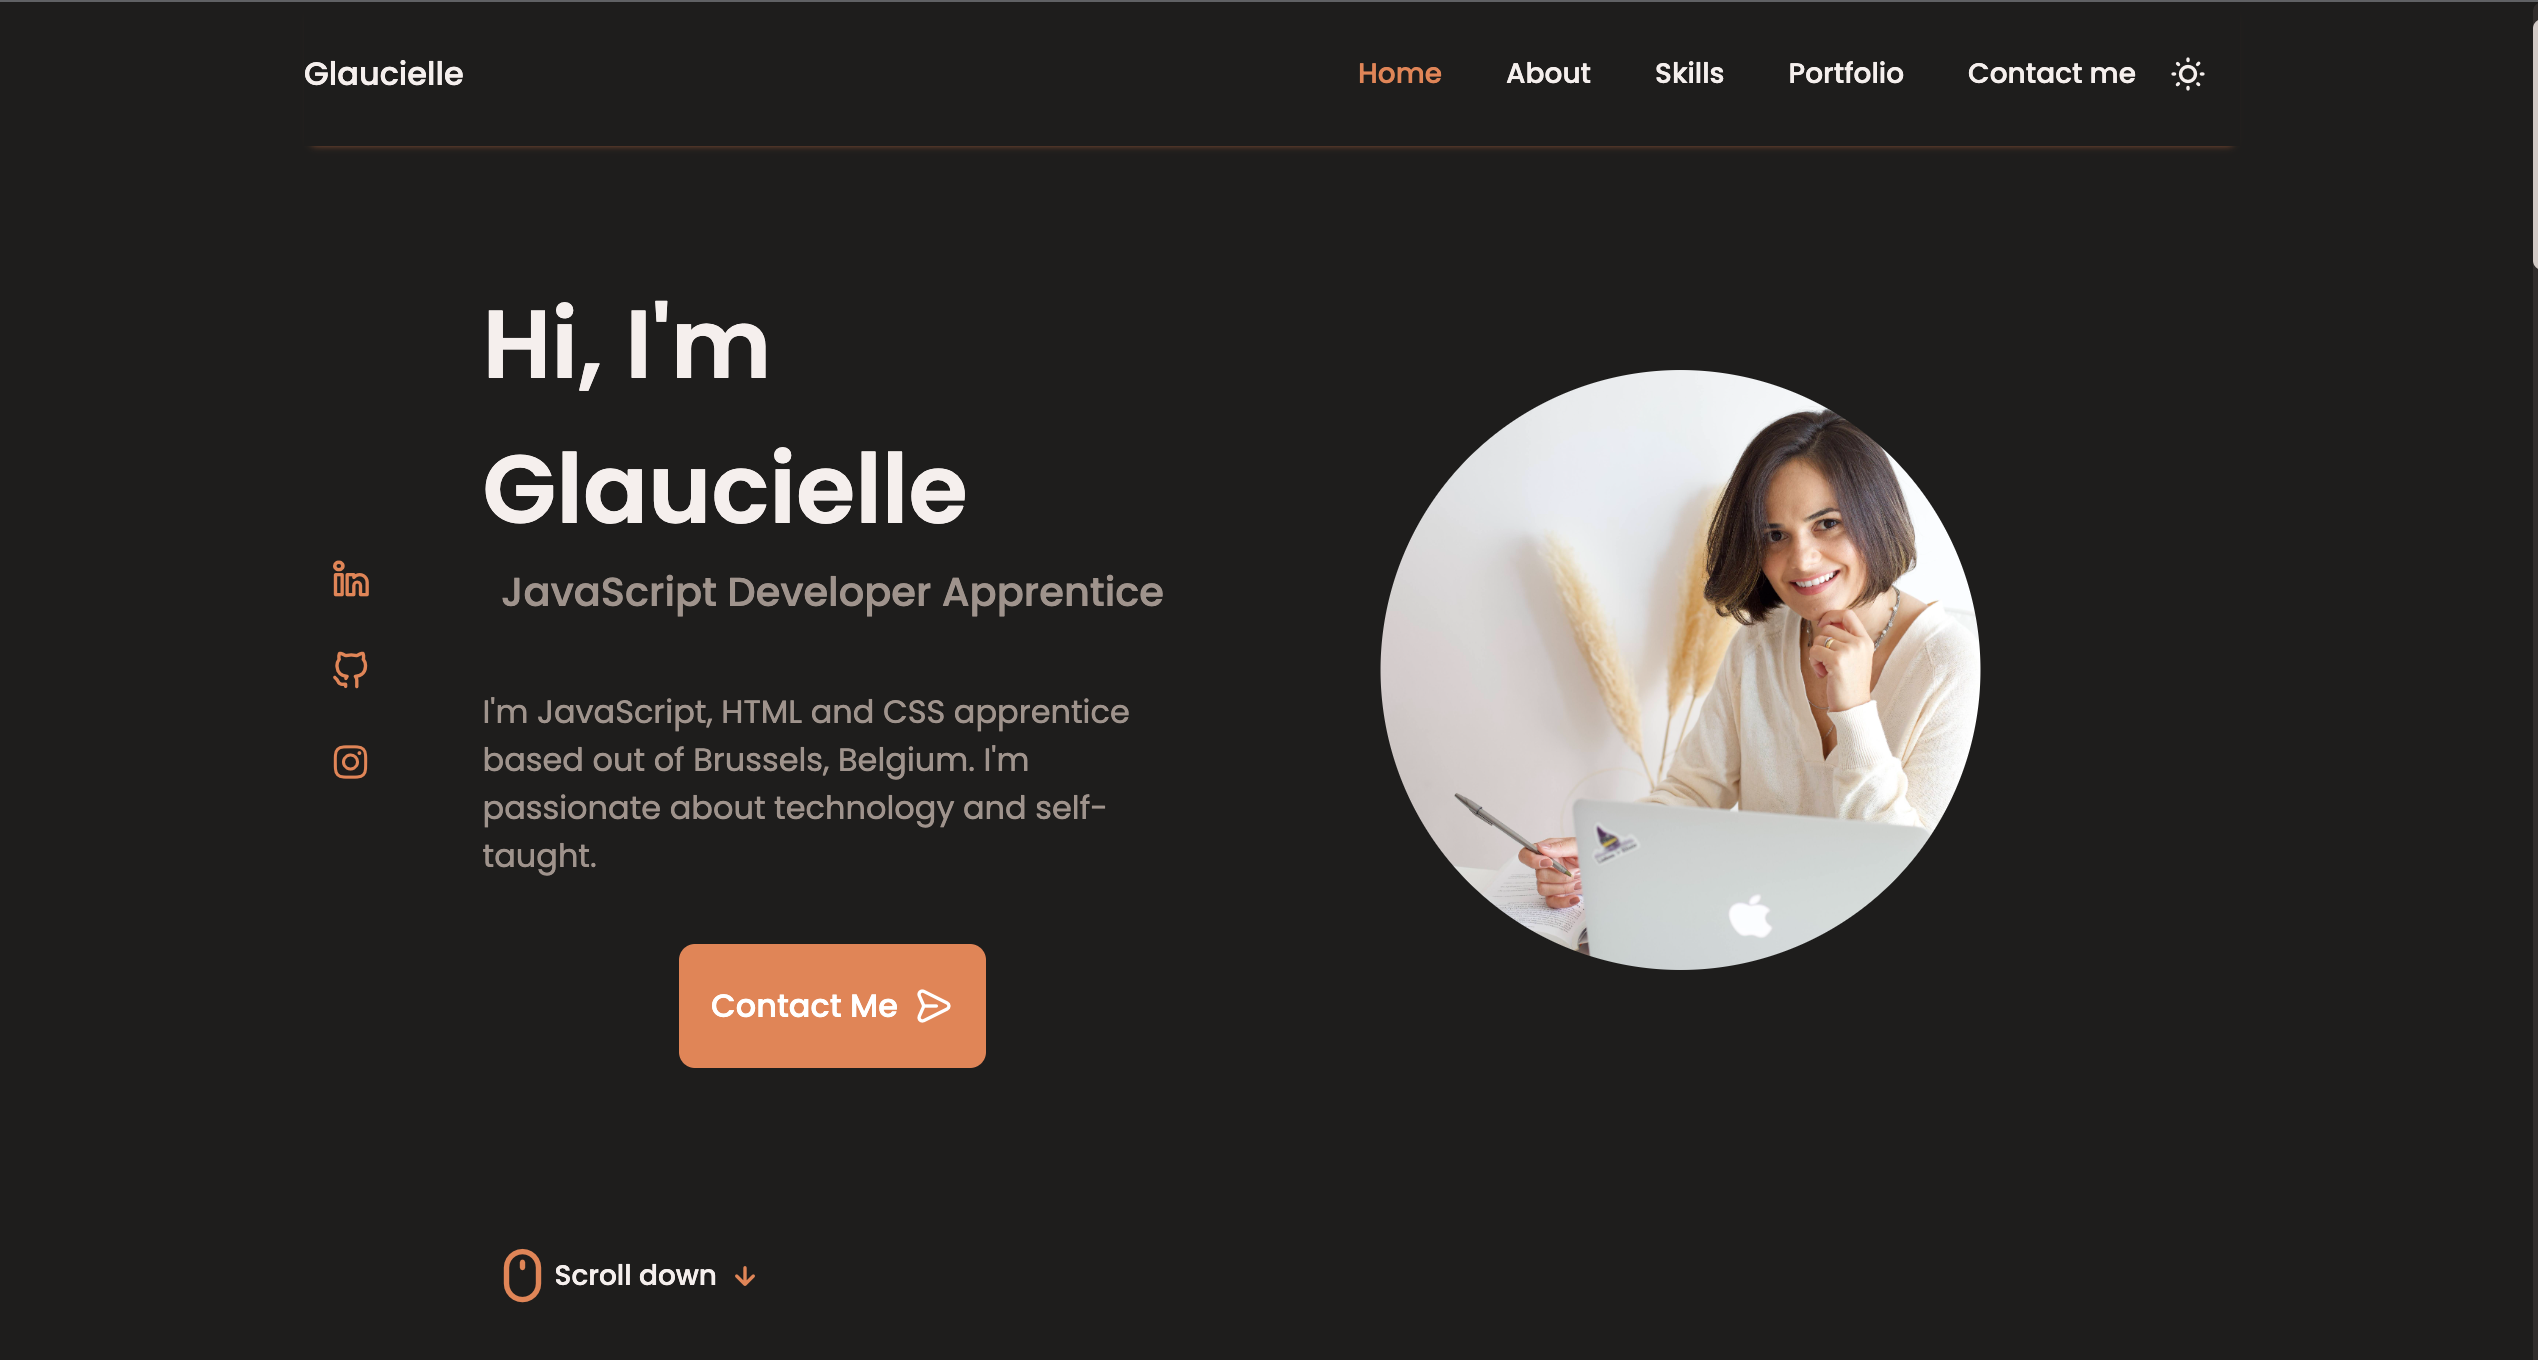 Glaucielle
Home About Skills Portfolio Contact me
Hi, I'm
Glaucielle
JavaScript Developer Apprentice
I'm JavaScript, HTML and CSS apprentice
based out of Brussels, Belgium. I'm
passionate about technology and self-
taught.
Contact Me
Scroll down